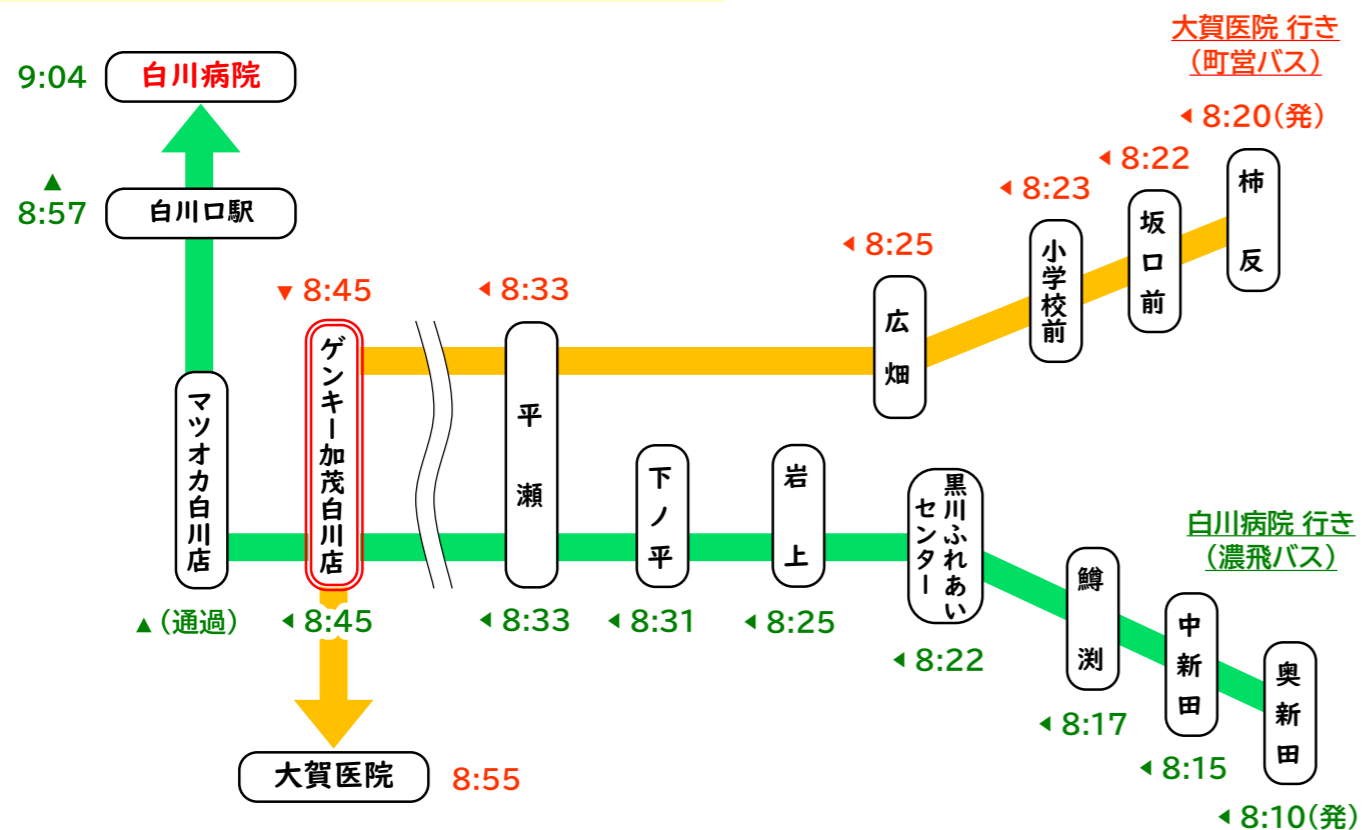 大賀医院 行き
（町営バス）
◂ 8:20(発)
◂ 8:22
◂ 8:23
◂ 8:25
◂ 8:33
▾ 8:45
柿反
坂口前
小学校前
広畑
平瀬
ゲンキー加茂白川店
9:04
白川病院
▴
8:57
白川口駅
マツオカ白川店
下ノ平
岩上
黒川ふれあい
センター
鱒渕
中新田
奥新田
白川病院 行き
（濃飛バス）
▴ (通過)
◂ 8:45
◂ 8:33
◂ 8:31
◂ 8:25
◂ 8:22
◂ 8:17
◂ 8:15
◂ 8:10(発)
大賀医院
8:55